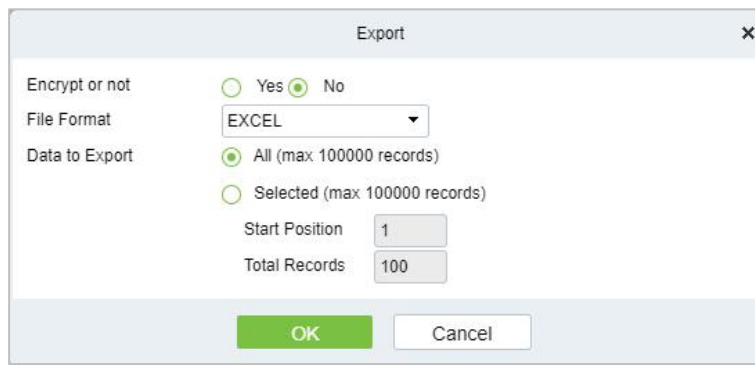 Export
Encrypt or not Yes No
File Format EXCEL
Data to Export All (max 100000 records)
Selected (max 100000 records)
Start Position 1
Total Records 100
OK Cancel